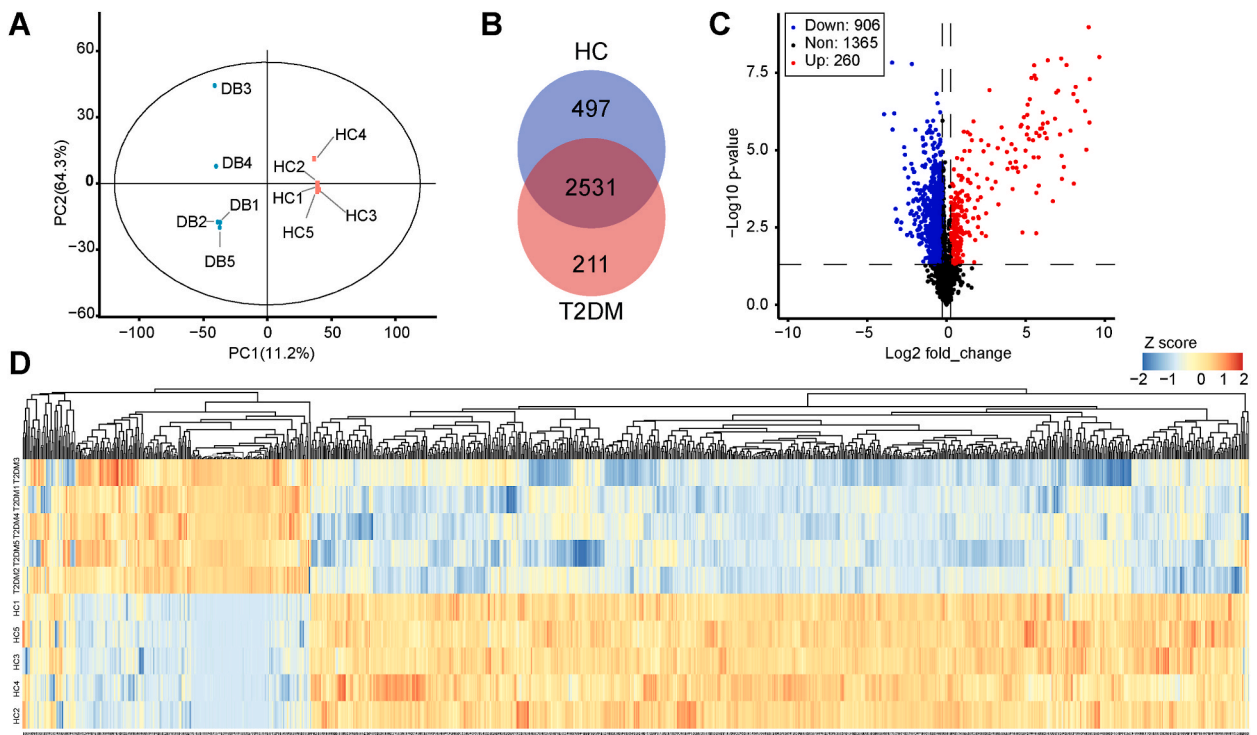 A
60
30
0
−30
−60
PC2(64.3%)
−100
−50
0
50
100
PC1(11.2%)
DB3
DB4
DB2
DB1
DB5
HC4
HC2
HC1
HC3
HC5
B
HC
497
2531
211
T2DM
C
Down: 906
Non: 1365
Up: 260
7.5
5.0
2.5
0.0
−Log10 p-value
−10
−5
0
5
10
Log2 fold_change
D
Z score
−2 −1 0 1 2
T2DM3
T2DM1
T2DM4
T2DM5
T2DM2
HC1
HC5
HC3
HC4
HC2